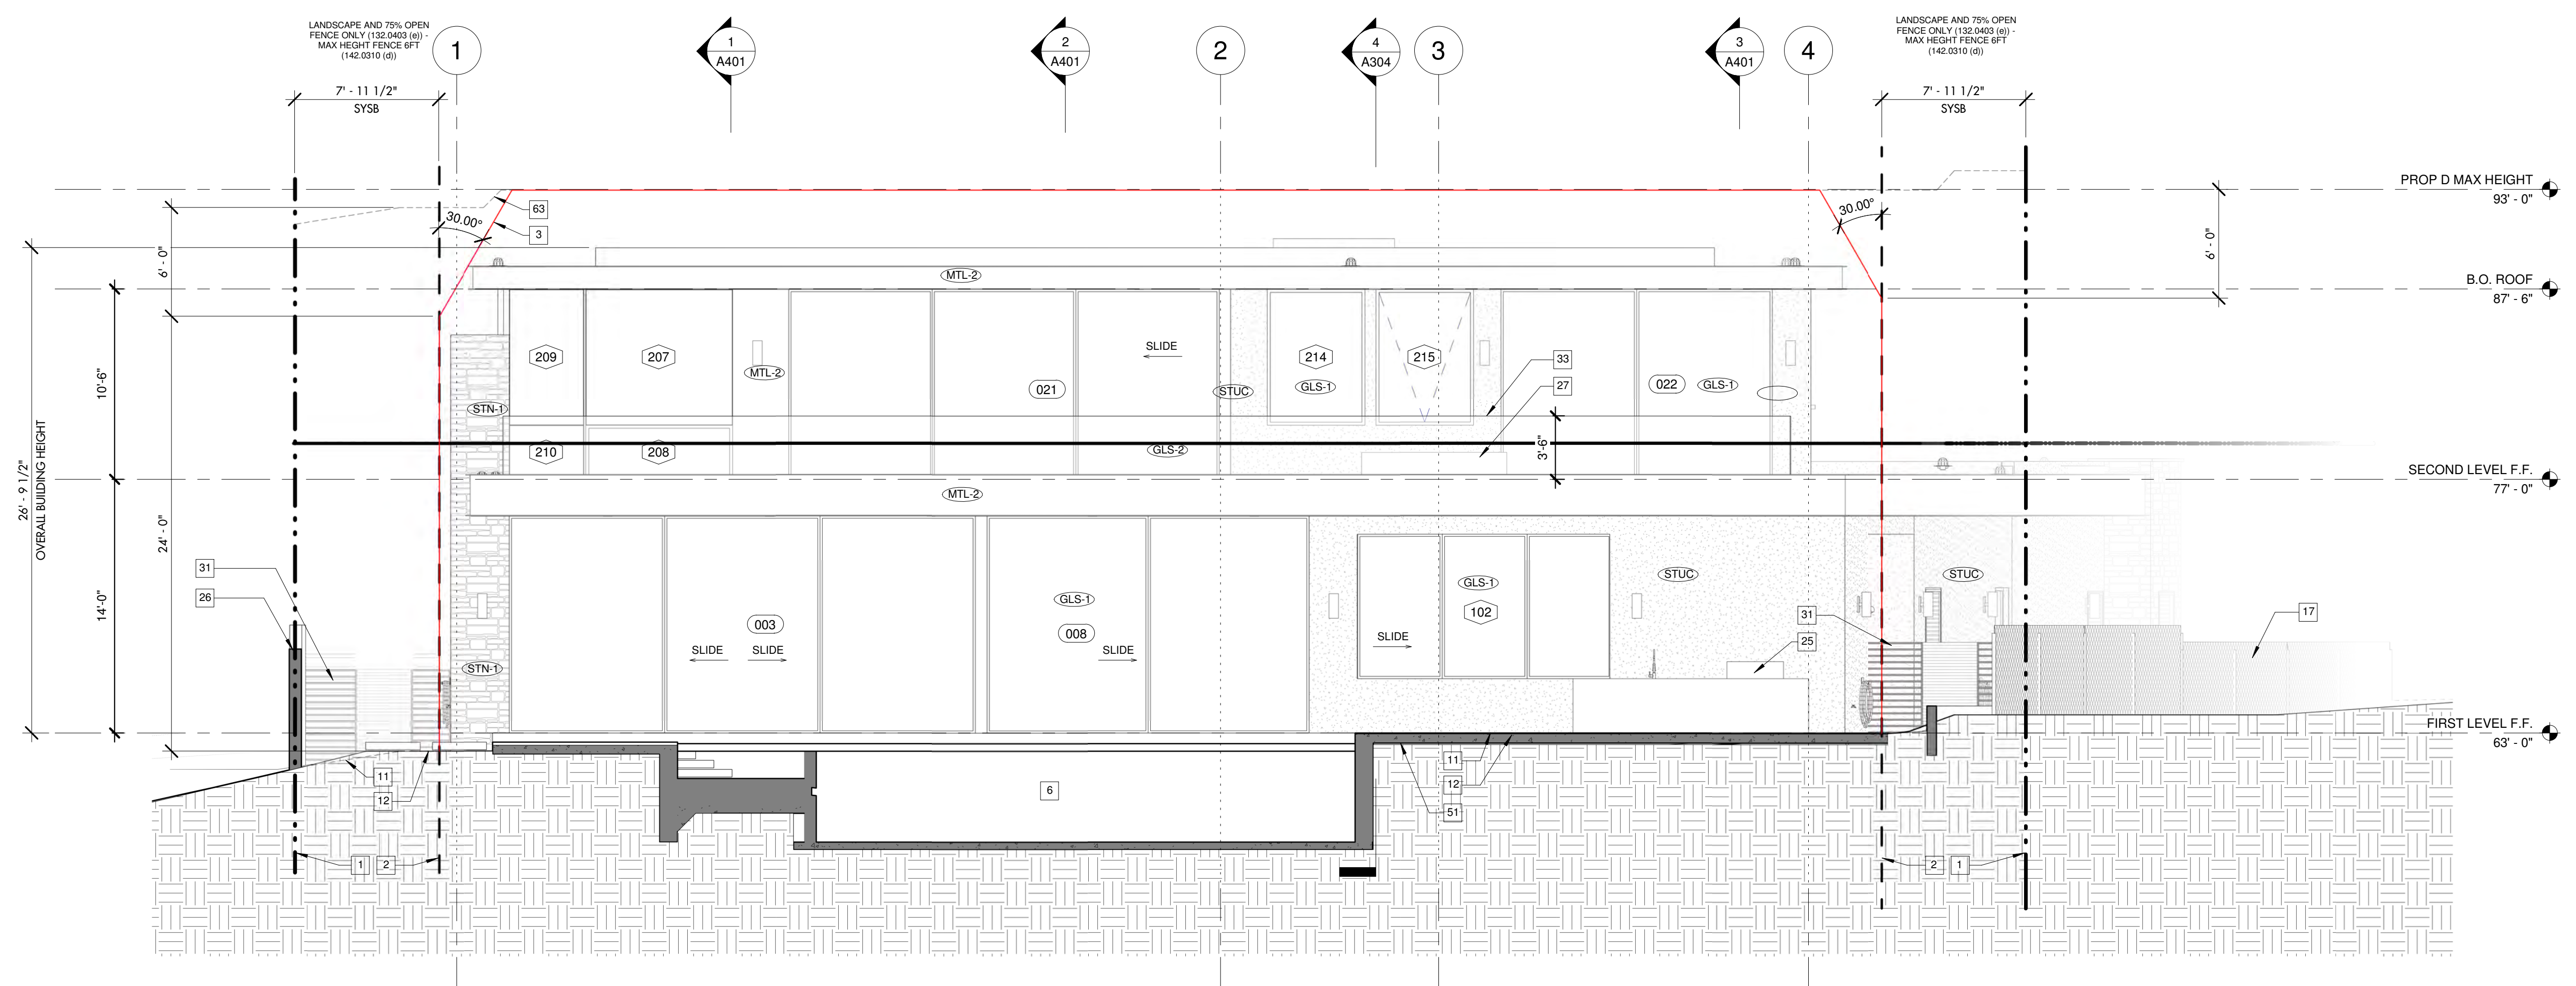 LANDSCAPE AND 75% OPEN
FENCE ONLY (132.0403 (e)) -
MAX HEGHT FENCE 6FT
(142.0310 (d))
1
1
A401
2
A401
2
4
A304
3
3
A401
4
LANDSCAPE AND 75% OPEN
FENCE ONLY (132.0403 (e)) -
MAX HEGHT FENCE 6FT
(142.0310 (d))
7' - 11 1/2"
SYSB
7' - 11 1/2"
SYSB
PROP D MAX HEIGHT
93' - 0"
63
30.00°
3
30.00°
6' - 0"
6' - 0"
MTL-2
B.O. ROOF
87' - 6"
10'-6"
209
207
MTL-2
SLIDE
021
STUC
214
GLS-1
215
33
27
022
GLS-1
STN-1
210
208
GLS-2
3'-6"
26' - 9 1/2"
OVERALL BUILDING HEIGHT
SECOND LEVEL F.F.
77' - 0"
MTL-2
24' - 0"
14'-0"
31
26
GLS-1
003
008
SLIDE
SLIDE
SLIDE
STN-1
GLS-1
102
SLIDE
STUC
STUC
31
25
17
FIRST LEVEL F.F.
63' - 0"
11
12
6
11
12
51
1
2
2
1